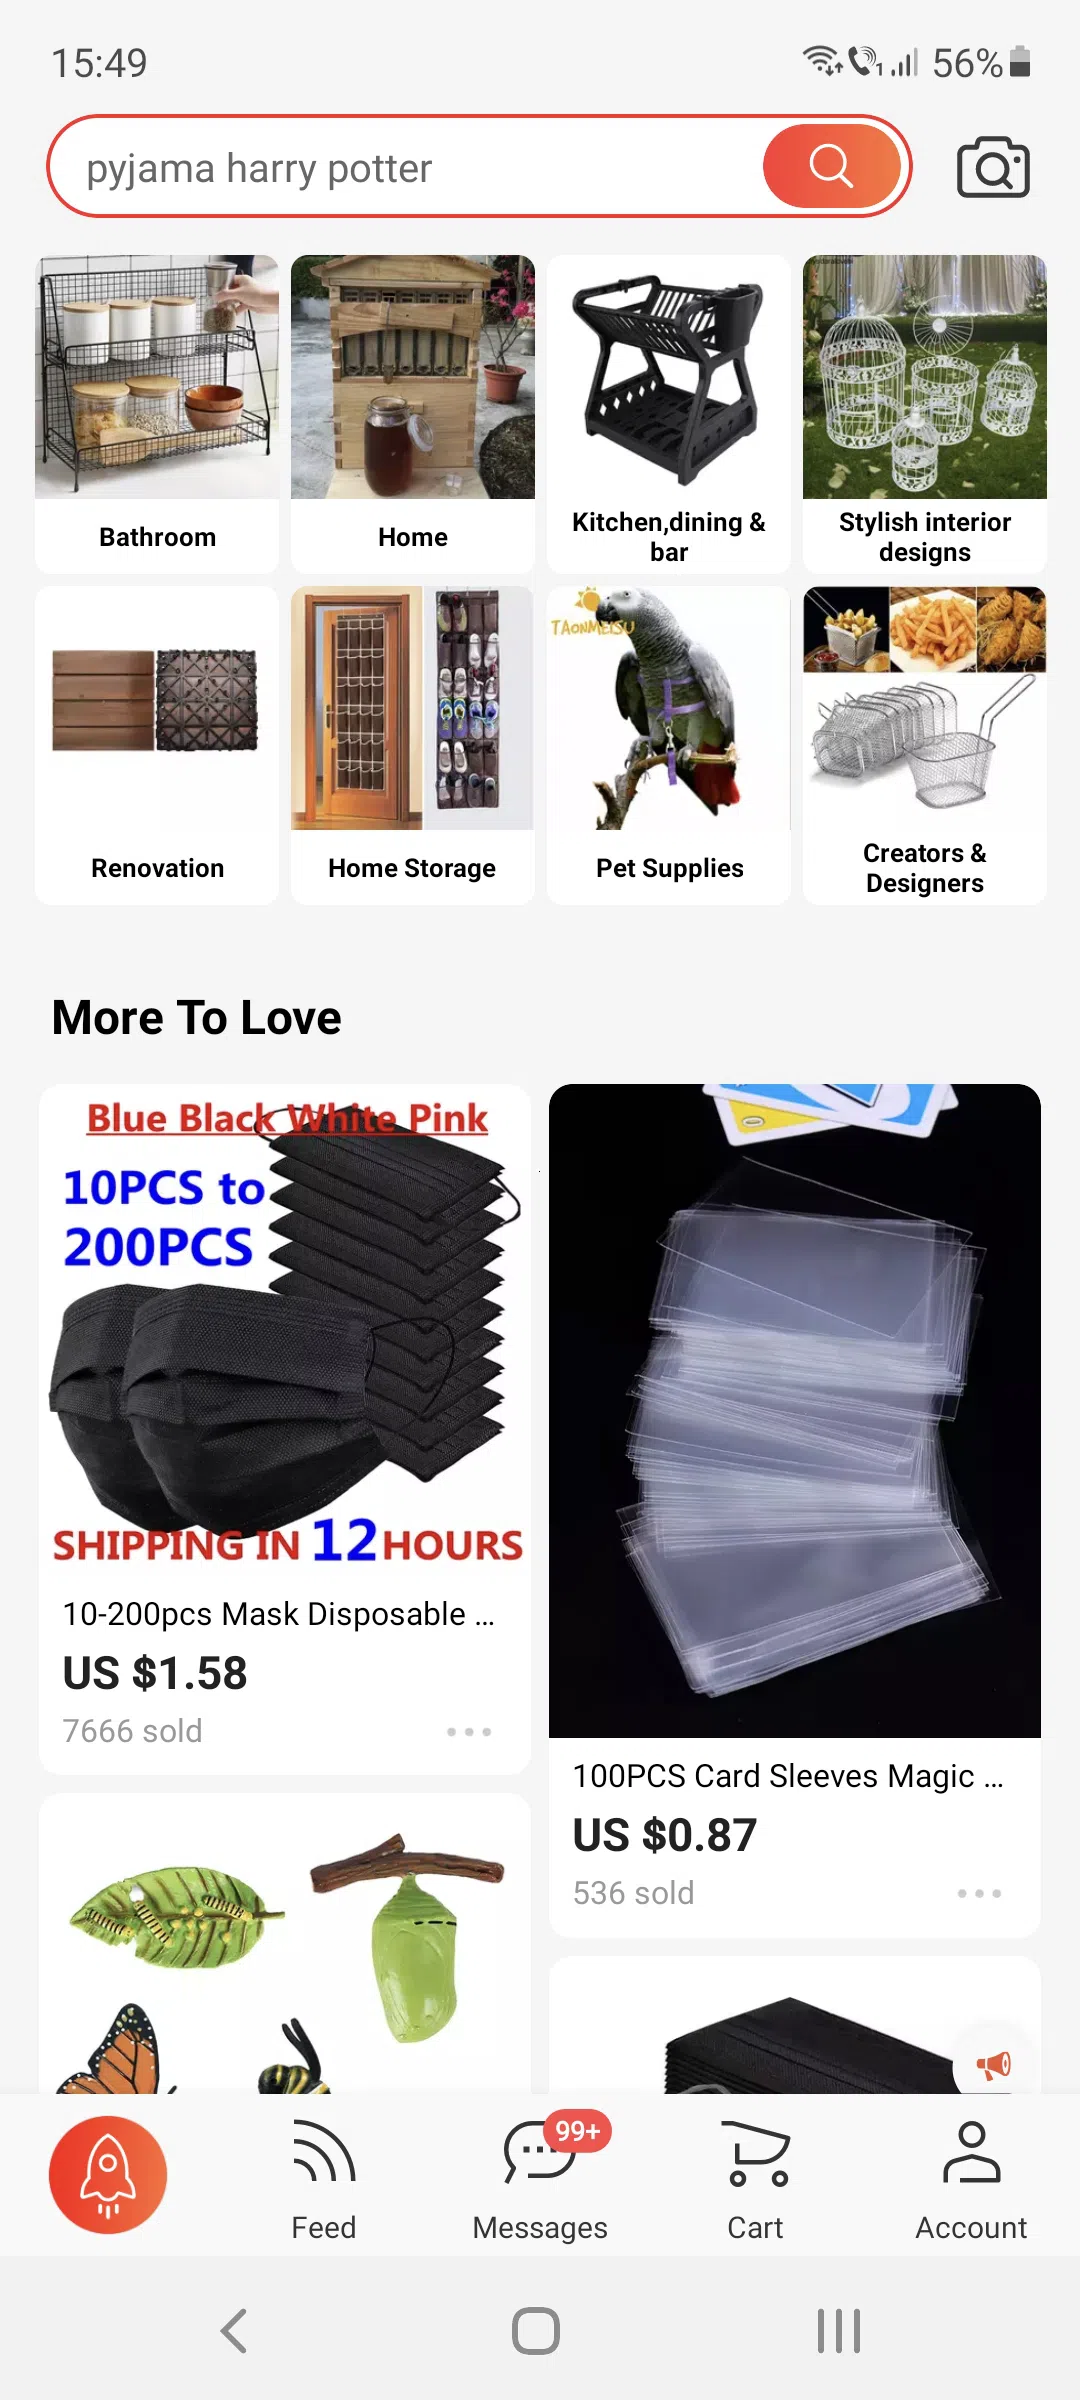 15:49
1
56%
pyjama harry potter
Bathroom
Home
Kitchen,dining &
bar
Stylish interior
designs
TAONMEISU
Renovation
Home Storage
Pet Supplies
Creators &
Designers
More To Love
Blue Black White Pink
10PCS to
200PCS
SHIPPING IN 12 HOURS
10-200pcs Mask Disposable ...
US $1.58
7666 sold
100PCS Card Sleeves Magic ...
US $0.87
536 sold
99+
Feed
Messages
Cart
Account